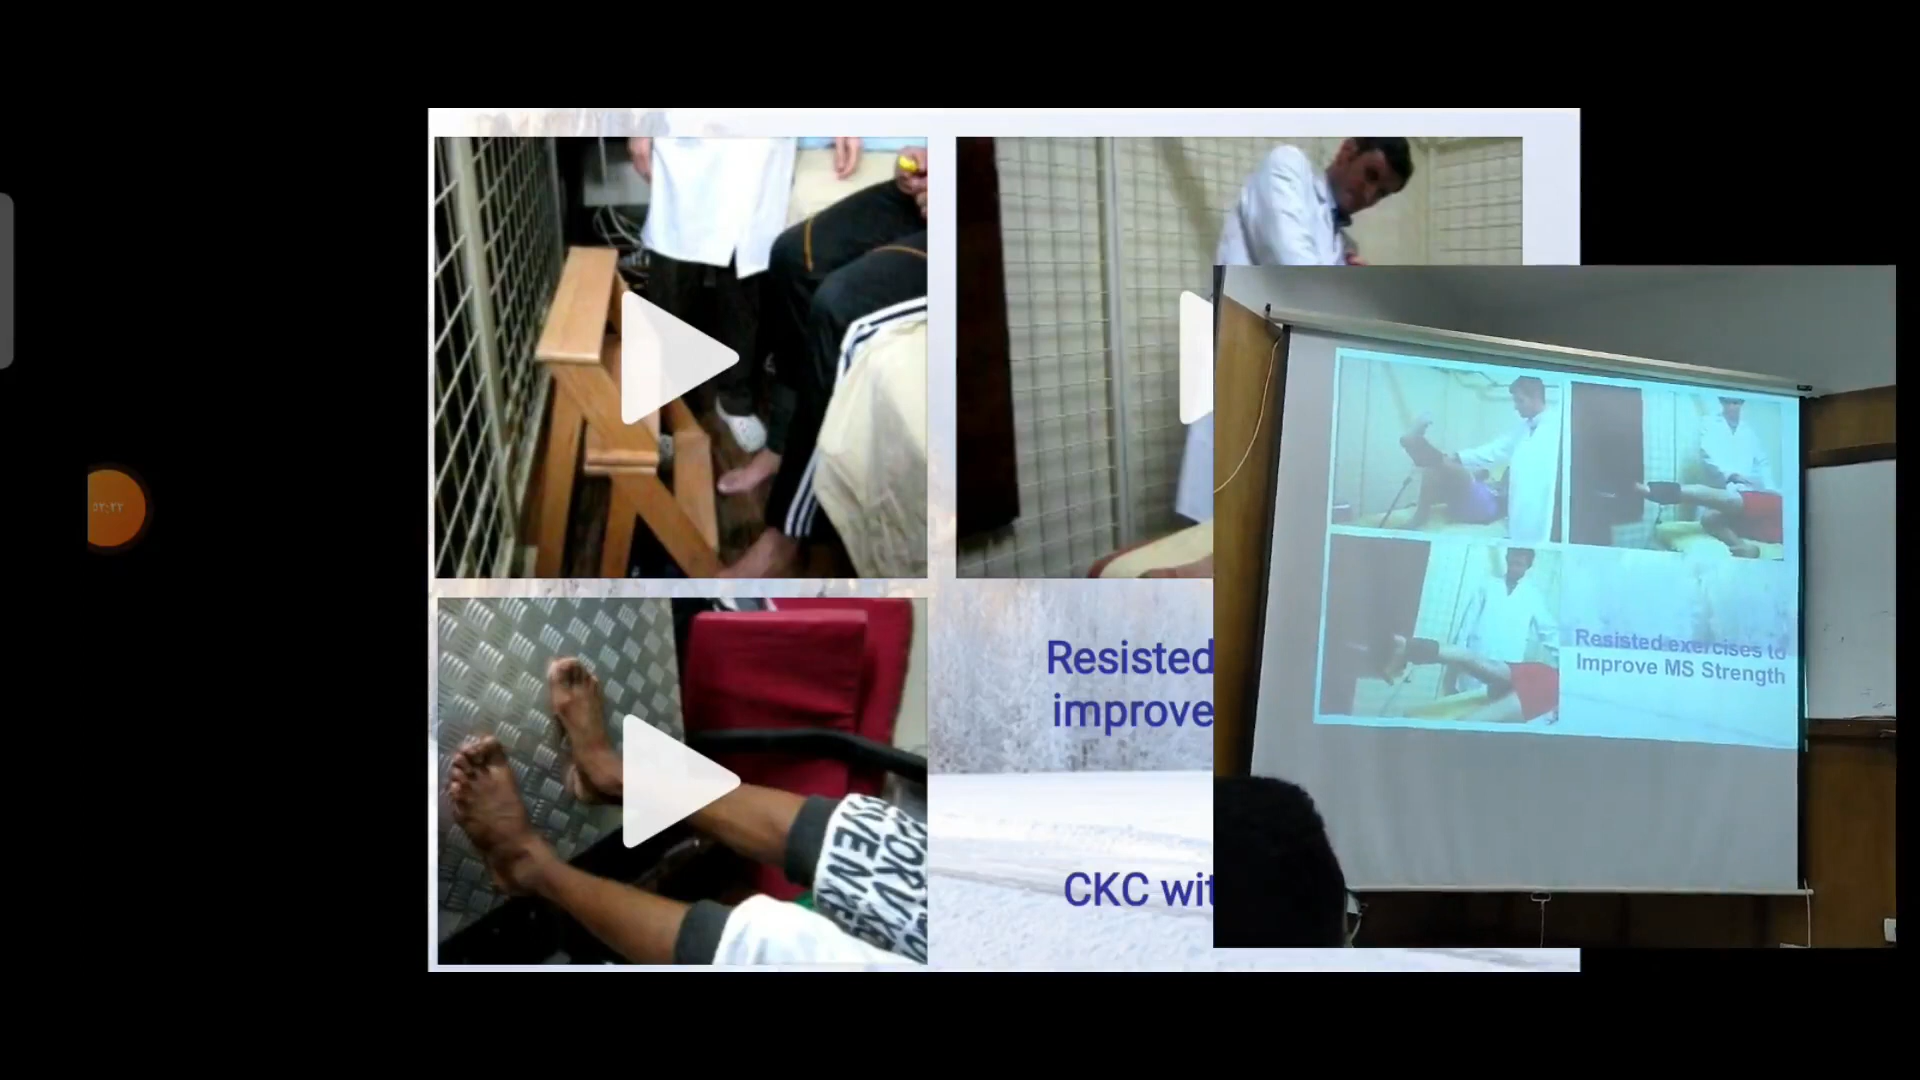 Resisted
improve
CKC wit
Resisted exercises to
Improve MS Strength